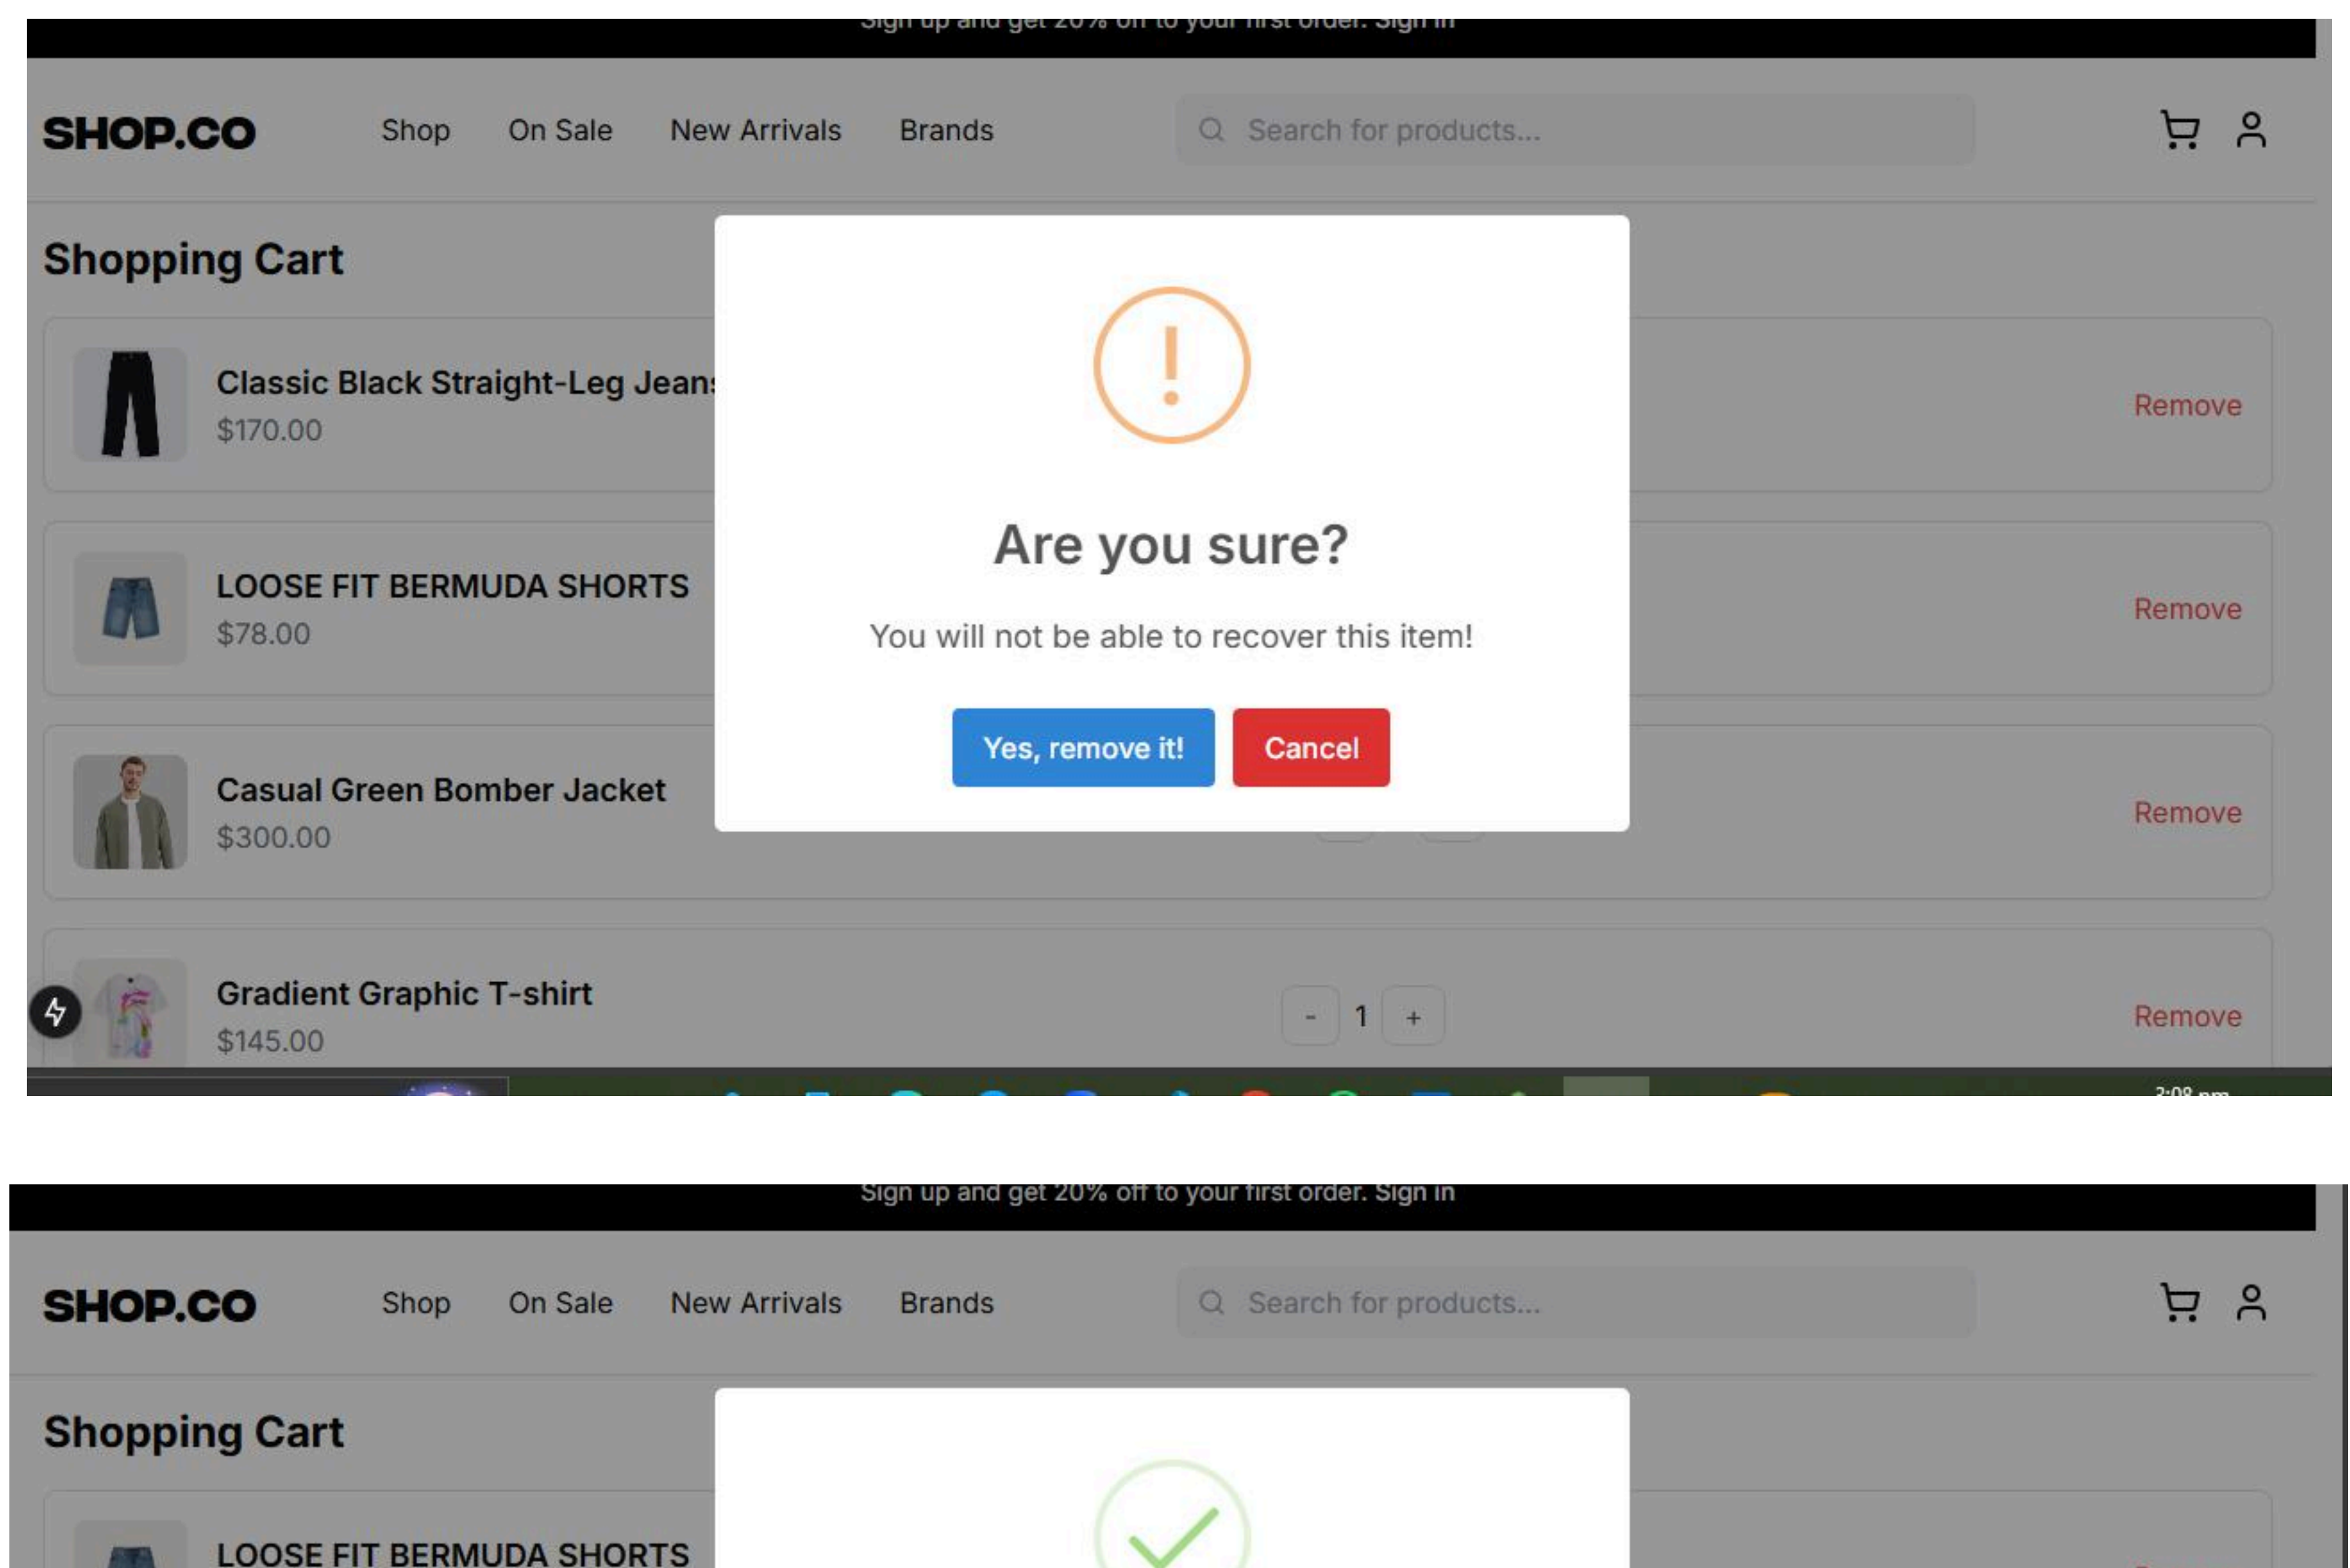 Sign up and get 20% off to your first order. Sign in
SHOP.CO Shop On Sale New Arrivals Brands Search for products...
Shopping Cart
Classic Black Straight-Leg Jeans
$170.00
Remove
LOOSE FIT BERMUDA SHORTS
$78.00
Remove
Casual Green Bomber Jacket
$300.00
Remove
Gradient Graphic T-shirt
$145.00
- 1 +
Remove
!
Are you sure?
You will not be able to recover this item!
Yes, remove it! Cancel
3:08 pm
Sign up and get 20% off to your first order. Sign in
SHOP.CO Shop On Sale New Arrivals Brands Search for products...
Shopping Cart
LOOSE FIT BERMUDA SHORTS